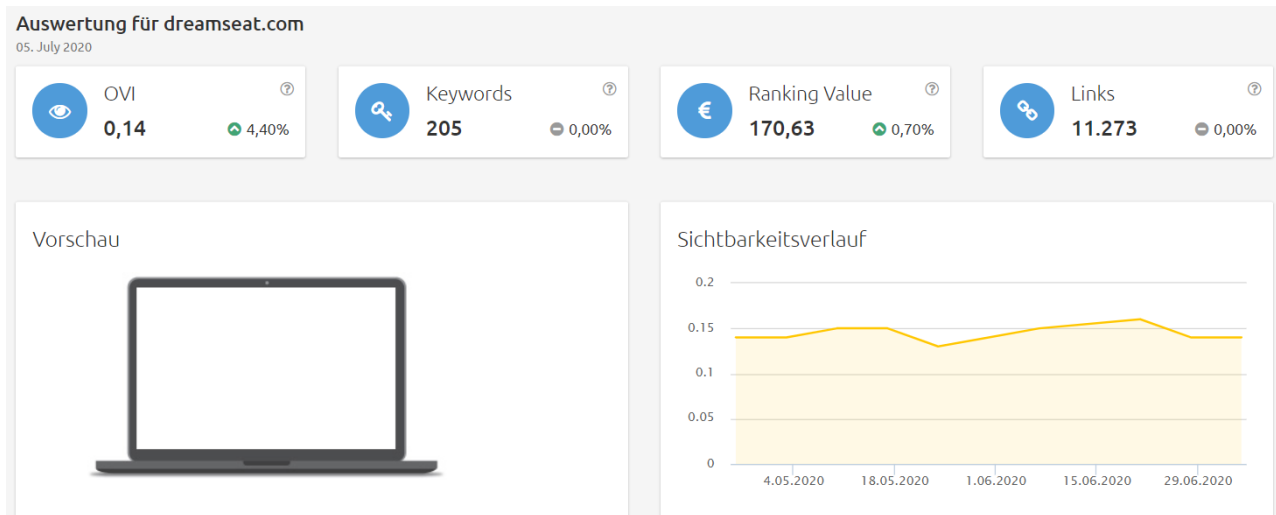 Auswertung für dreamseat.com
05. July 2020
OVI
0,14
4,40%
Keywords
205
0,00%
Ranking Value
170,63
0,70%
Links
11.273
0,00%
Vorschau
Sichtbarkeitsverlauf
0.2
0.15
0.1
0.05
0
4.05.2020 18.05.2020 1.06.2020 15.06.2020 29.06.2020